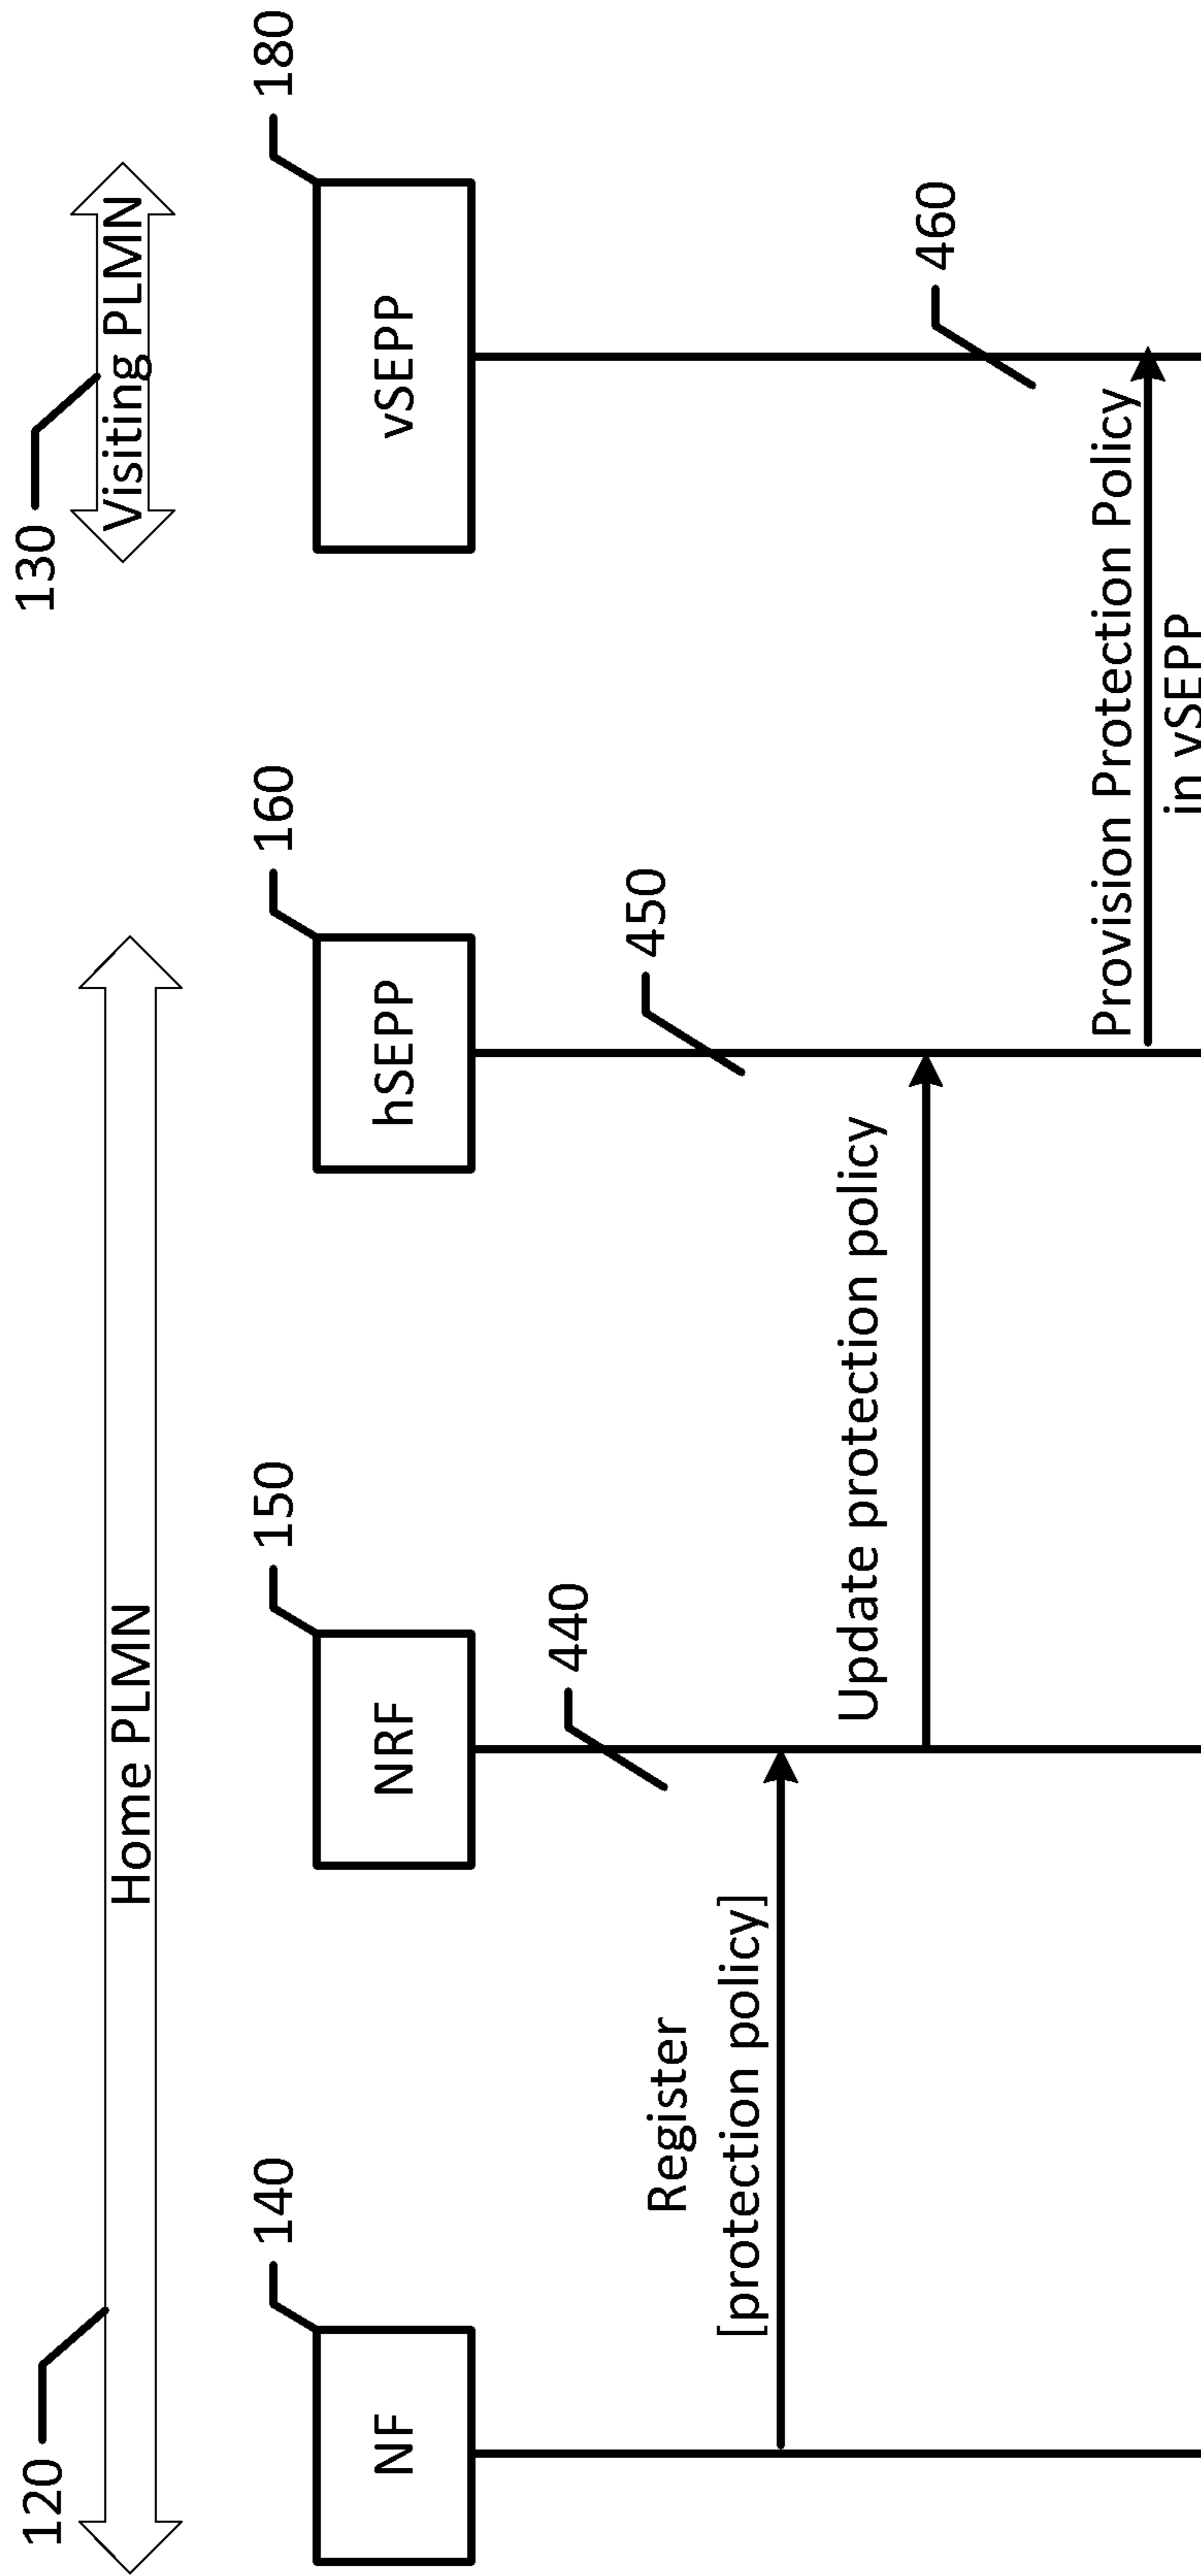 120
Home PLMN
130
Visiting PLMN
140
150
160
180
NF
NRF
hSEPP
vSEPP
440
Register
[protection policy]
450
Update protection policy
460
Provision Protection Policy
in vSEPP